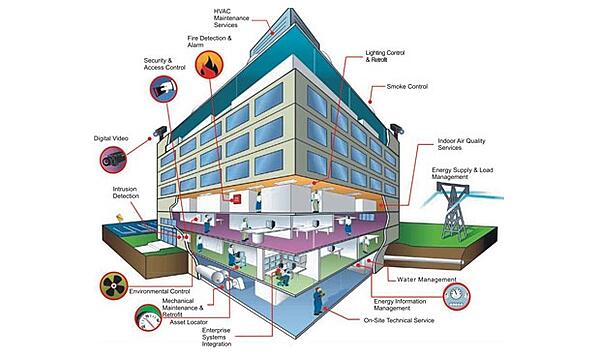 HVAC
Maintenance
Services
Fire Detection &
Alarm
Security &
Access Control
Lighting Control
& Retrofit
Smoke Control
Digital Video
Indoor Air Quality
Services
Energy Supply & Load
Management
Intrusion
Detection
Water Management
Environmental Control
Mechanical
Maintenance &
Retrofit
Energy Information
Management
Asset Locator
On-Site Technical Service
Enterprise
Systems
Integration